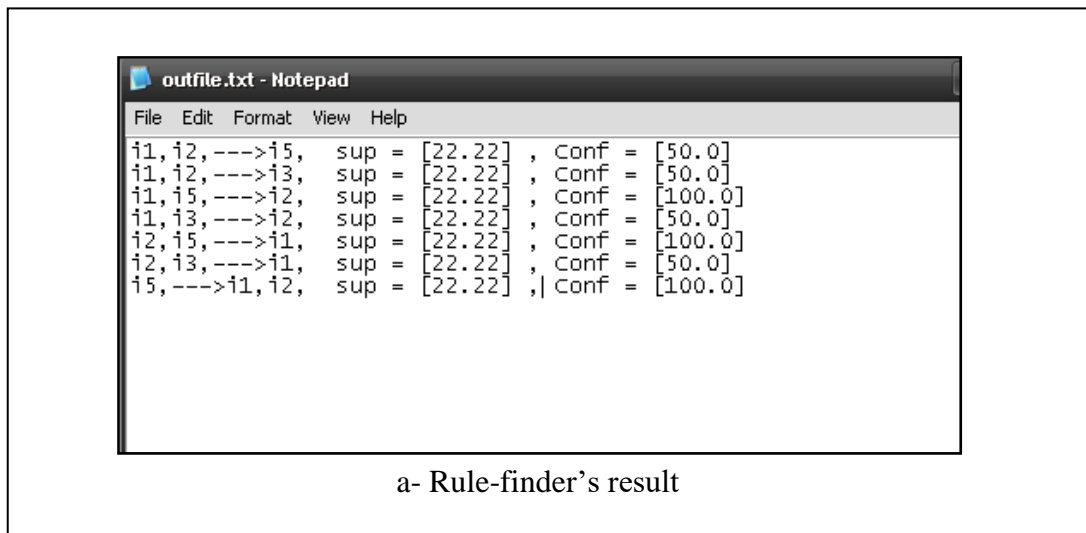 outfile.txt - Notepad
File Edit Format View Help
i1,i2,--->i5, sup = [22.22] , Conf = [50.0]
i1,i2,--->i3, sup = [22.22] , Conf = [50.0]
i1,i5,--->i2, sup = [22.22] , Conf = [100.0]
i1,i3,--->i2, sup = [22.22] , Conf = [50.0]
i2,i5,--->i1, sup = [22.22] , Conf = [100.0]
i2,i3,--->i1, sup = [22.22] , Conf = [50.0]
i5,--->i1,i2, sup = [22.22] , Conf = [100.0]
a- Rule-finder’s result